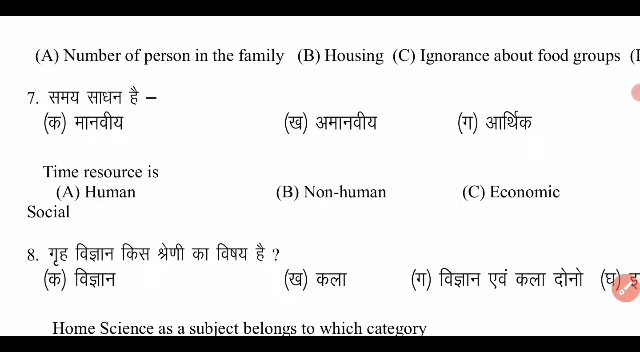 (A) Number of person in the family (B) Housing (C) Ignorance about food groups
7. समय साधन है –
(क) मानवीय (ख) अमानवीय (ग) आर्थिक
Time resource is
(A) Human (B) Non-human (C) Economic
Social
8. गृह विज्ञान किस श्रेणी का विषय है ?
(क) विज्ञान (ख) कला (ग) विज्ञान एवं कला दोनो (घ)
Home Science as a subject belongs to which category